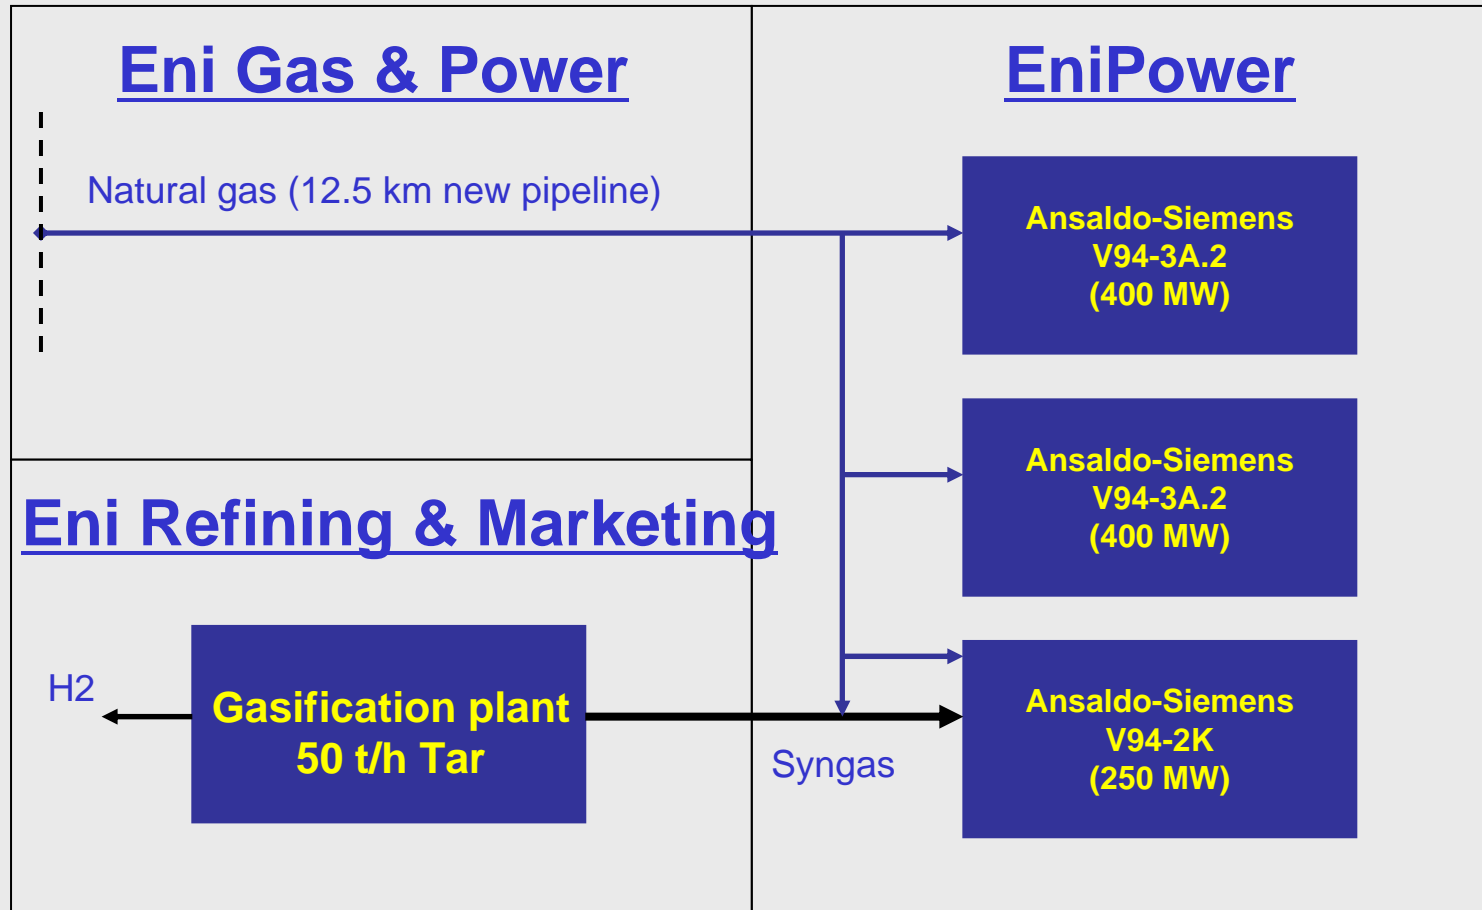 Eni Gas & Power
Natural gas (12.5 km new pipeline)
EniPower
Ansaldo-Siemens
V94-3A.2
(400 MW)
Ansaldo-Siemens
V94-3A.2
(400 MW)
Eni Refining & Marketing
H2
Gasification plant
50 t/h Tar
Syngas
Ansaldo-Siemens
V94-2K
(250 MW)